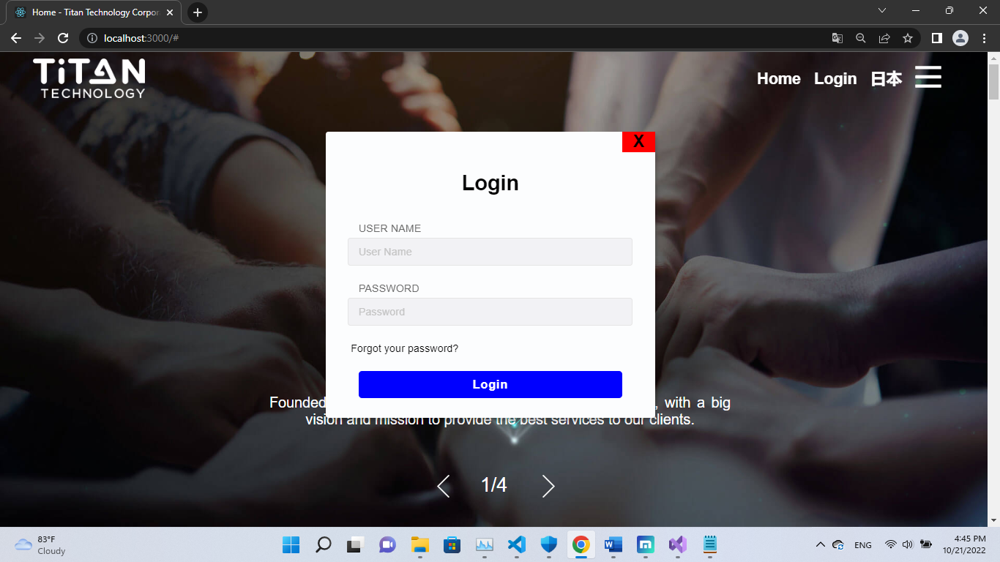 Home - Titan Technology Corpor
localhost:3000/#
TiTAN
TECHNOLOGY
Home Login 日本
X
Login
USER NAME
User Name
PASSWORD
Password
Forgot your password?
Login
Founded , with a big
vision and mission to provide the best services to our clients.
1/4
83°F
Cloudy
ENG
4:45 PM
10/21/2022